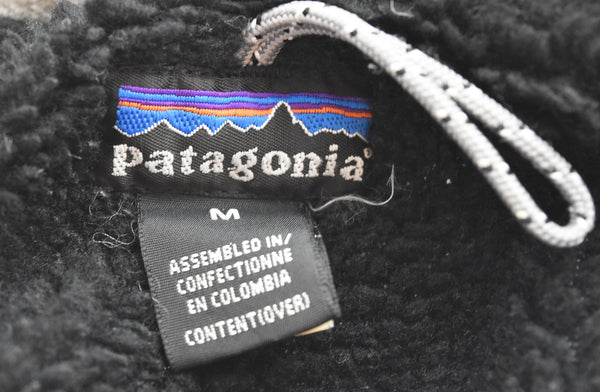 patagonia®
M
ASSEMBLED IN/
CONFECTIONNE
EN COLOMBIA
CONTENT(OVER)